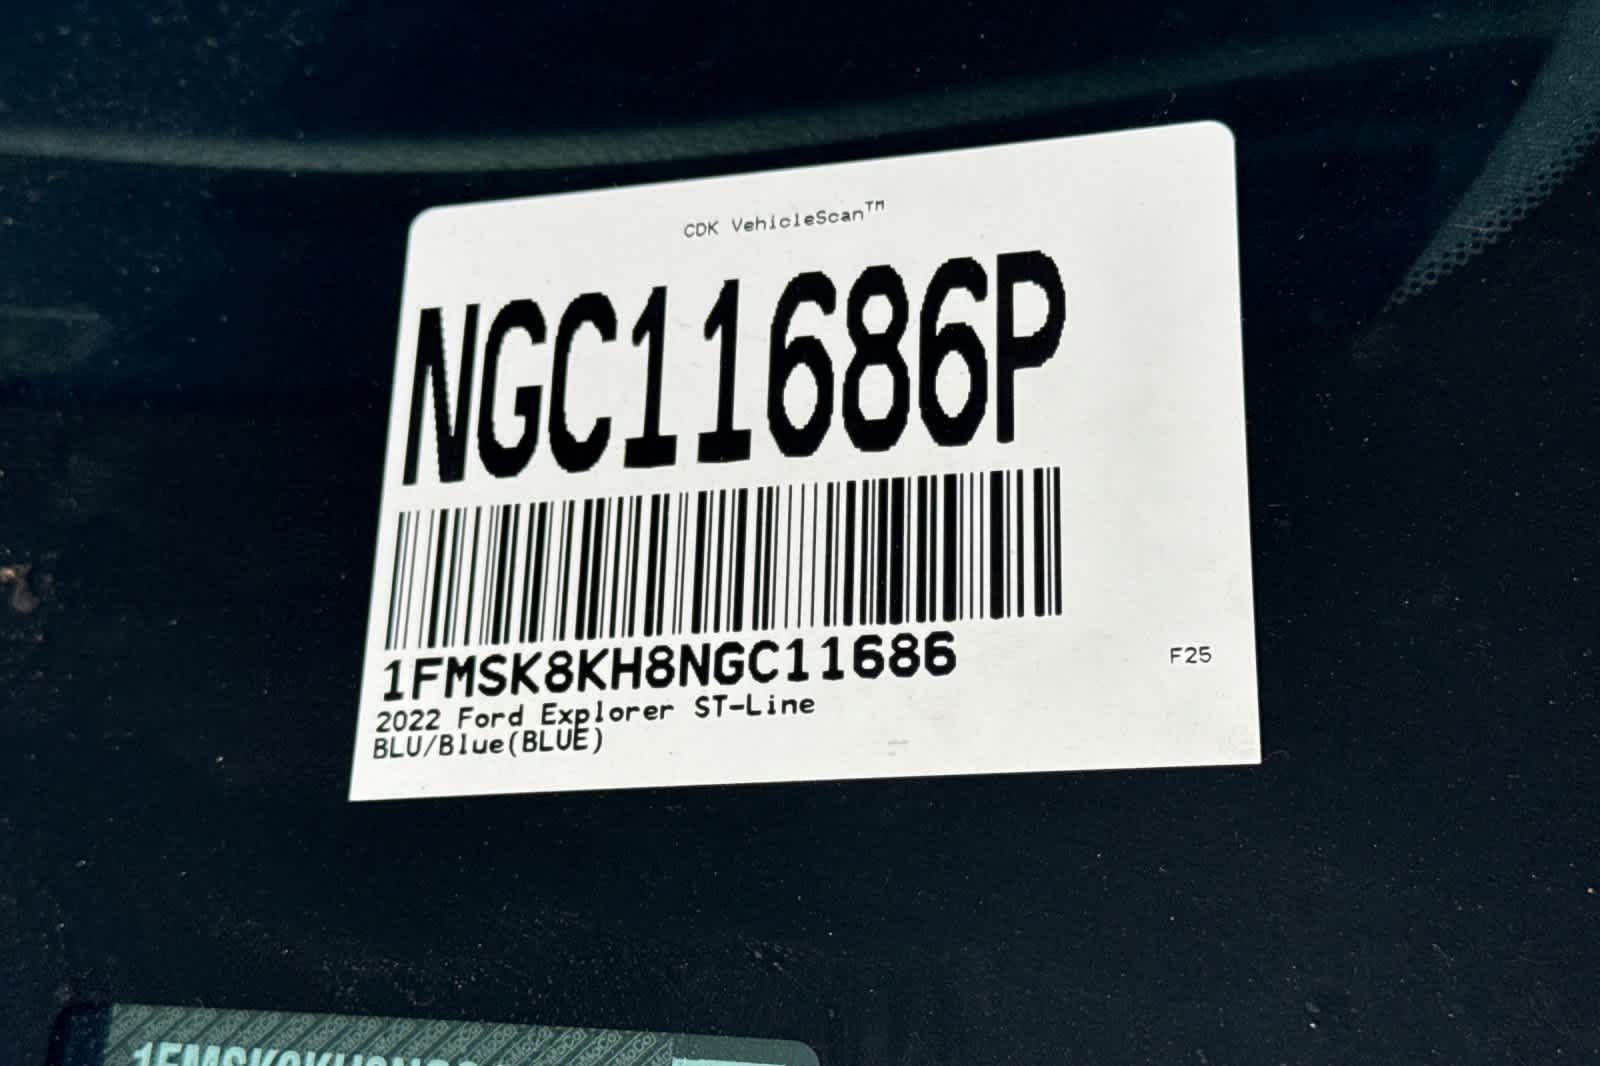 CDK VehicleScan™
NGC11686P
1FMSK8KH8NGC11686
F25
2022 Ford Explorer ST-Line
BLU/Blue(BLUE)